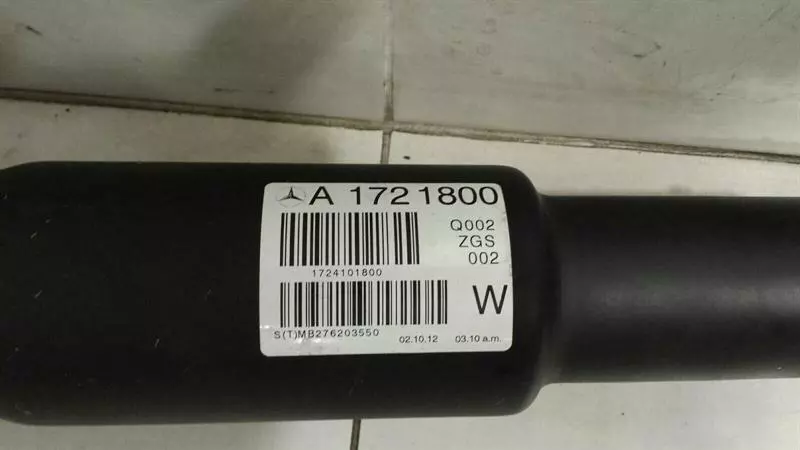 A 1721800
Q002
ZGS
002
1724101800
W
S(T)MB276203550
02.10.12 03.10 a.m.